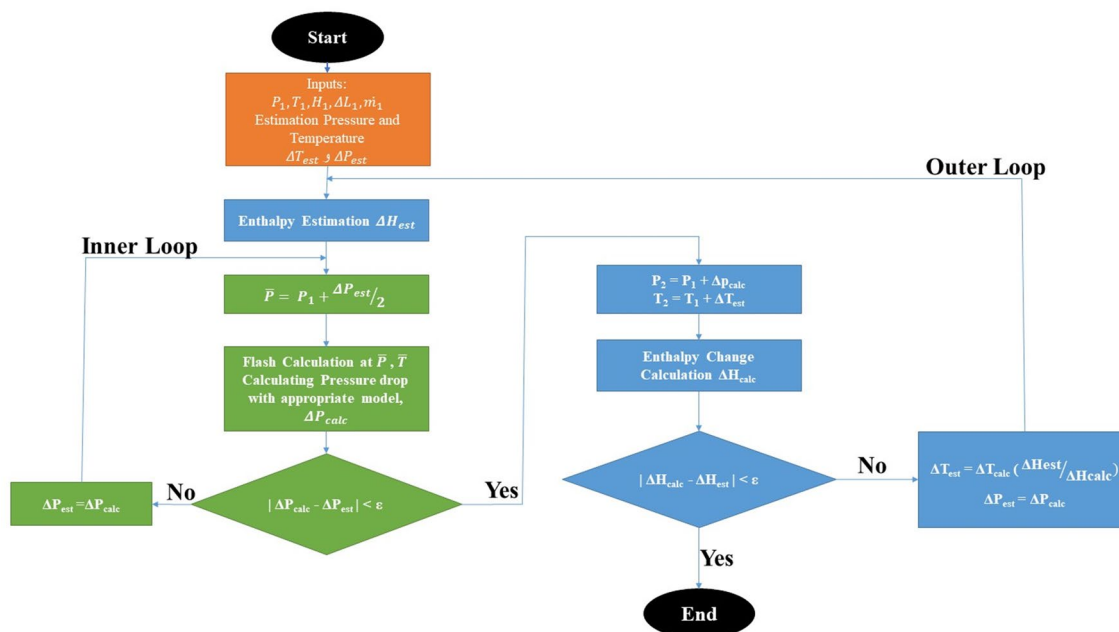 Start
Inputs:
P₁, T₁, H₁, ΔL₁, ṁ₁
Estimation Pressure and
Temperature
ΔT_est و ΔP_est
Outer Loop
Enthalpy Estimation ΔH_est
Inner Loop
P̅ = P₁ + ΔP_est/2
Flash Calculation at P̅ , T̅
Calculating Pressure drop
with appropriate model,
ΔP_calc
| ΔP_calc - ΔP_est | < ε
No
ΔP_est =ΔP_calc
Yes
P₂ = P₁ + Δp_calc
T₂ = T₁ + ΔT_est
Enthalpy Change
Calculation ΔH_calc
| ΔH_calc - ΔH_est | < ε
No
ΔT_est = ΔT_calc (ΔHest/ΔHcalc)
ΔP_est = ΔP_calc
Yes
End